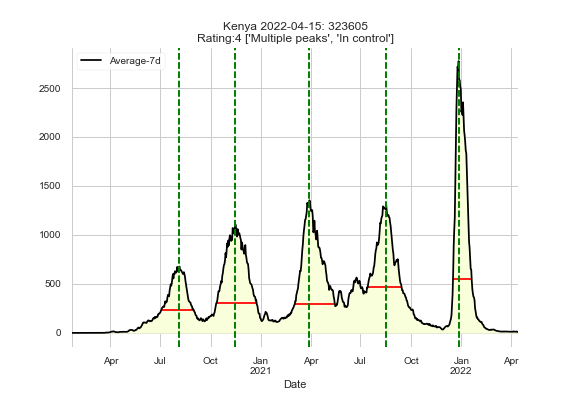 Kenya 2022-04-15: 323605
Rating:4 ['Multiple peaks', 'In control']
Average-7d
2500
2000
1500
1000
500
0
Apr Jul Oct Jan Apr Jul Oct Jan Apr
2021 2022
Date